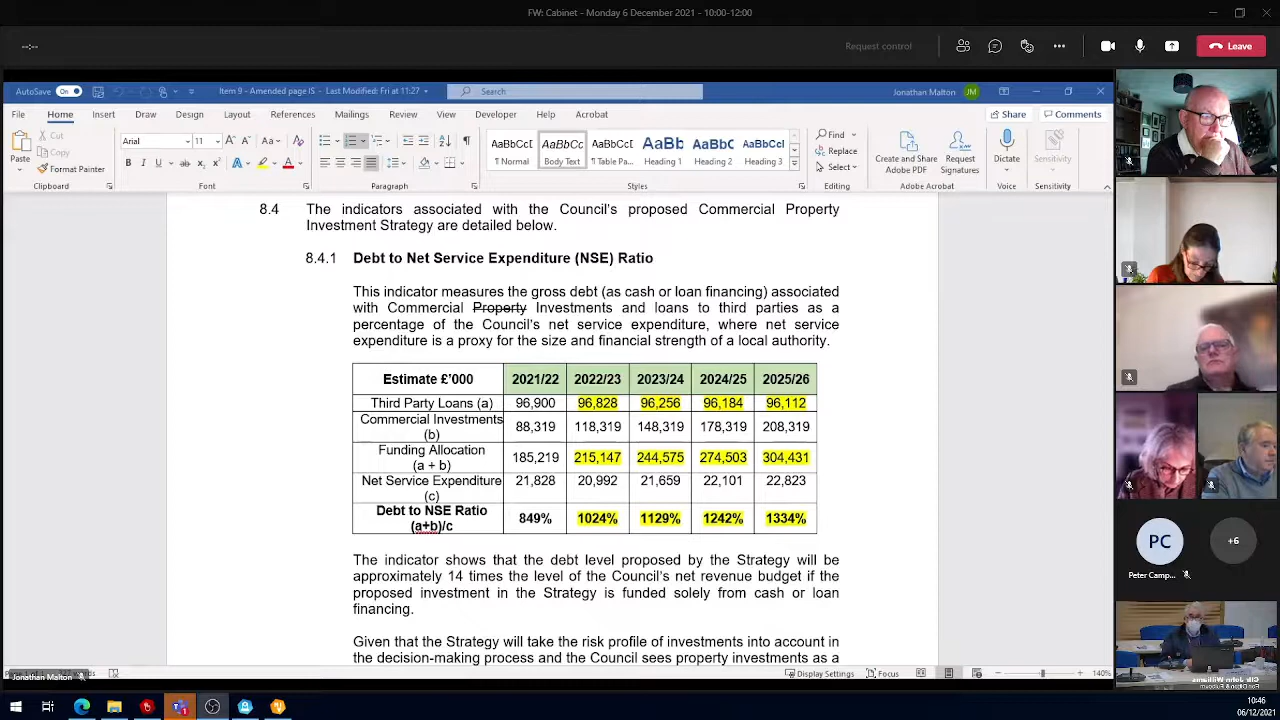 FW: Cabinet - Monday 6 December 2021 - 10:00-12:00
--:--
Request control
Leave
AutoSave On
Item 9 - Amended page IS - Last Modified: Fri at 11:27
Search
Jonathan Malton JM
File Home Insert Draw Design Layout References Mailings Review View Developer Help Acrobat
Share Comments
Paste
Cut
Copy
Format Painter
Clipboard
Arial 11
Font
Paragraph
AaBbCcI AaBbCc AaBbCcI AaBb AaBbC AaBbCcI
¶ Normal Body Text ¶ Table Pa... Heading 1 Heading 2 Heading 3
Styles
Find
Replace
Select
Editing
Create and Share Adobe PDF
Request Signatures
Adobe Acrobat
Dictate
Voice
Sensitivity
Sensitivity
8.4 The indicators associated with the Council's proposed Commercial Property
Investment Strategy are detailed below.
8.4.1 Debt to Net Service Expenditure (NSE) Ratio
This indicator measures the gross debt (as cash or loan financing) associated
with Commercial Property Investments and loans to third parties as a
percentage of the Council's net service expenditure, where net service
expenditure is a proxy for the size and financial strength of a local authority.
Estimate £'000 2021/22 2022/23 2023/24 2024/25 2025/26
Third Party Loans (a) 96,900 96,828 96,256 96,184 96,112
Commercial Investments
(b) 88,319 118,319 148,319 178,319 208,319
Funding Allocation
(a + b) 185,219 215,147 244,575 274,503 304,431
Net Service Expenditure
(c) 21,828 20,992 21,659 22,101 22,823
Debt to NSE Ratio
(a+b)/c 849% 1024% 1129% 1242% 1334%
The indicator shows that the debt level proposed by the Strategy will be
approximately 14 times the level of the Council's net revenue budget if the
proposed investment in the Strategy is funded solely from cash or loan
financing.
Given that the Strategy will take the risk profile of investments into account in
the decision-making process and the Council sees property investments as a
Jonathan Malton
Display Settings Focus 140%
PC
+6
Peter Camp...
Cllr John Williams
10:46
06/12/2021